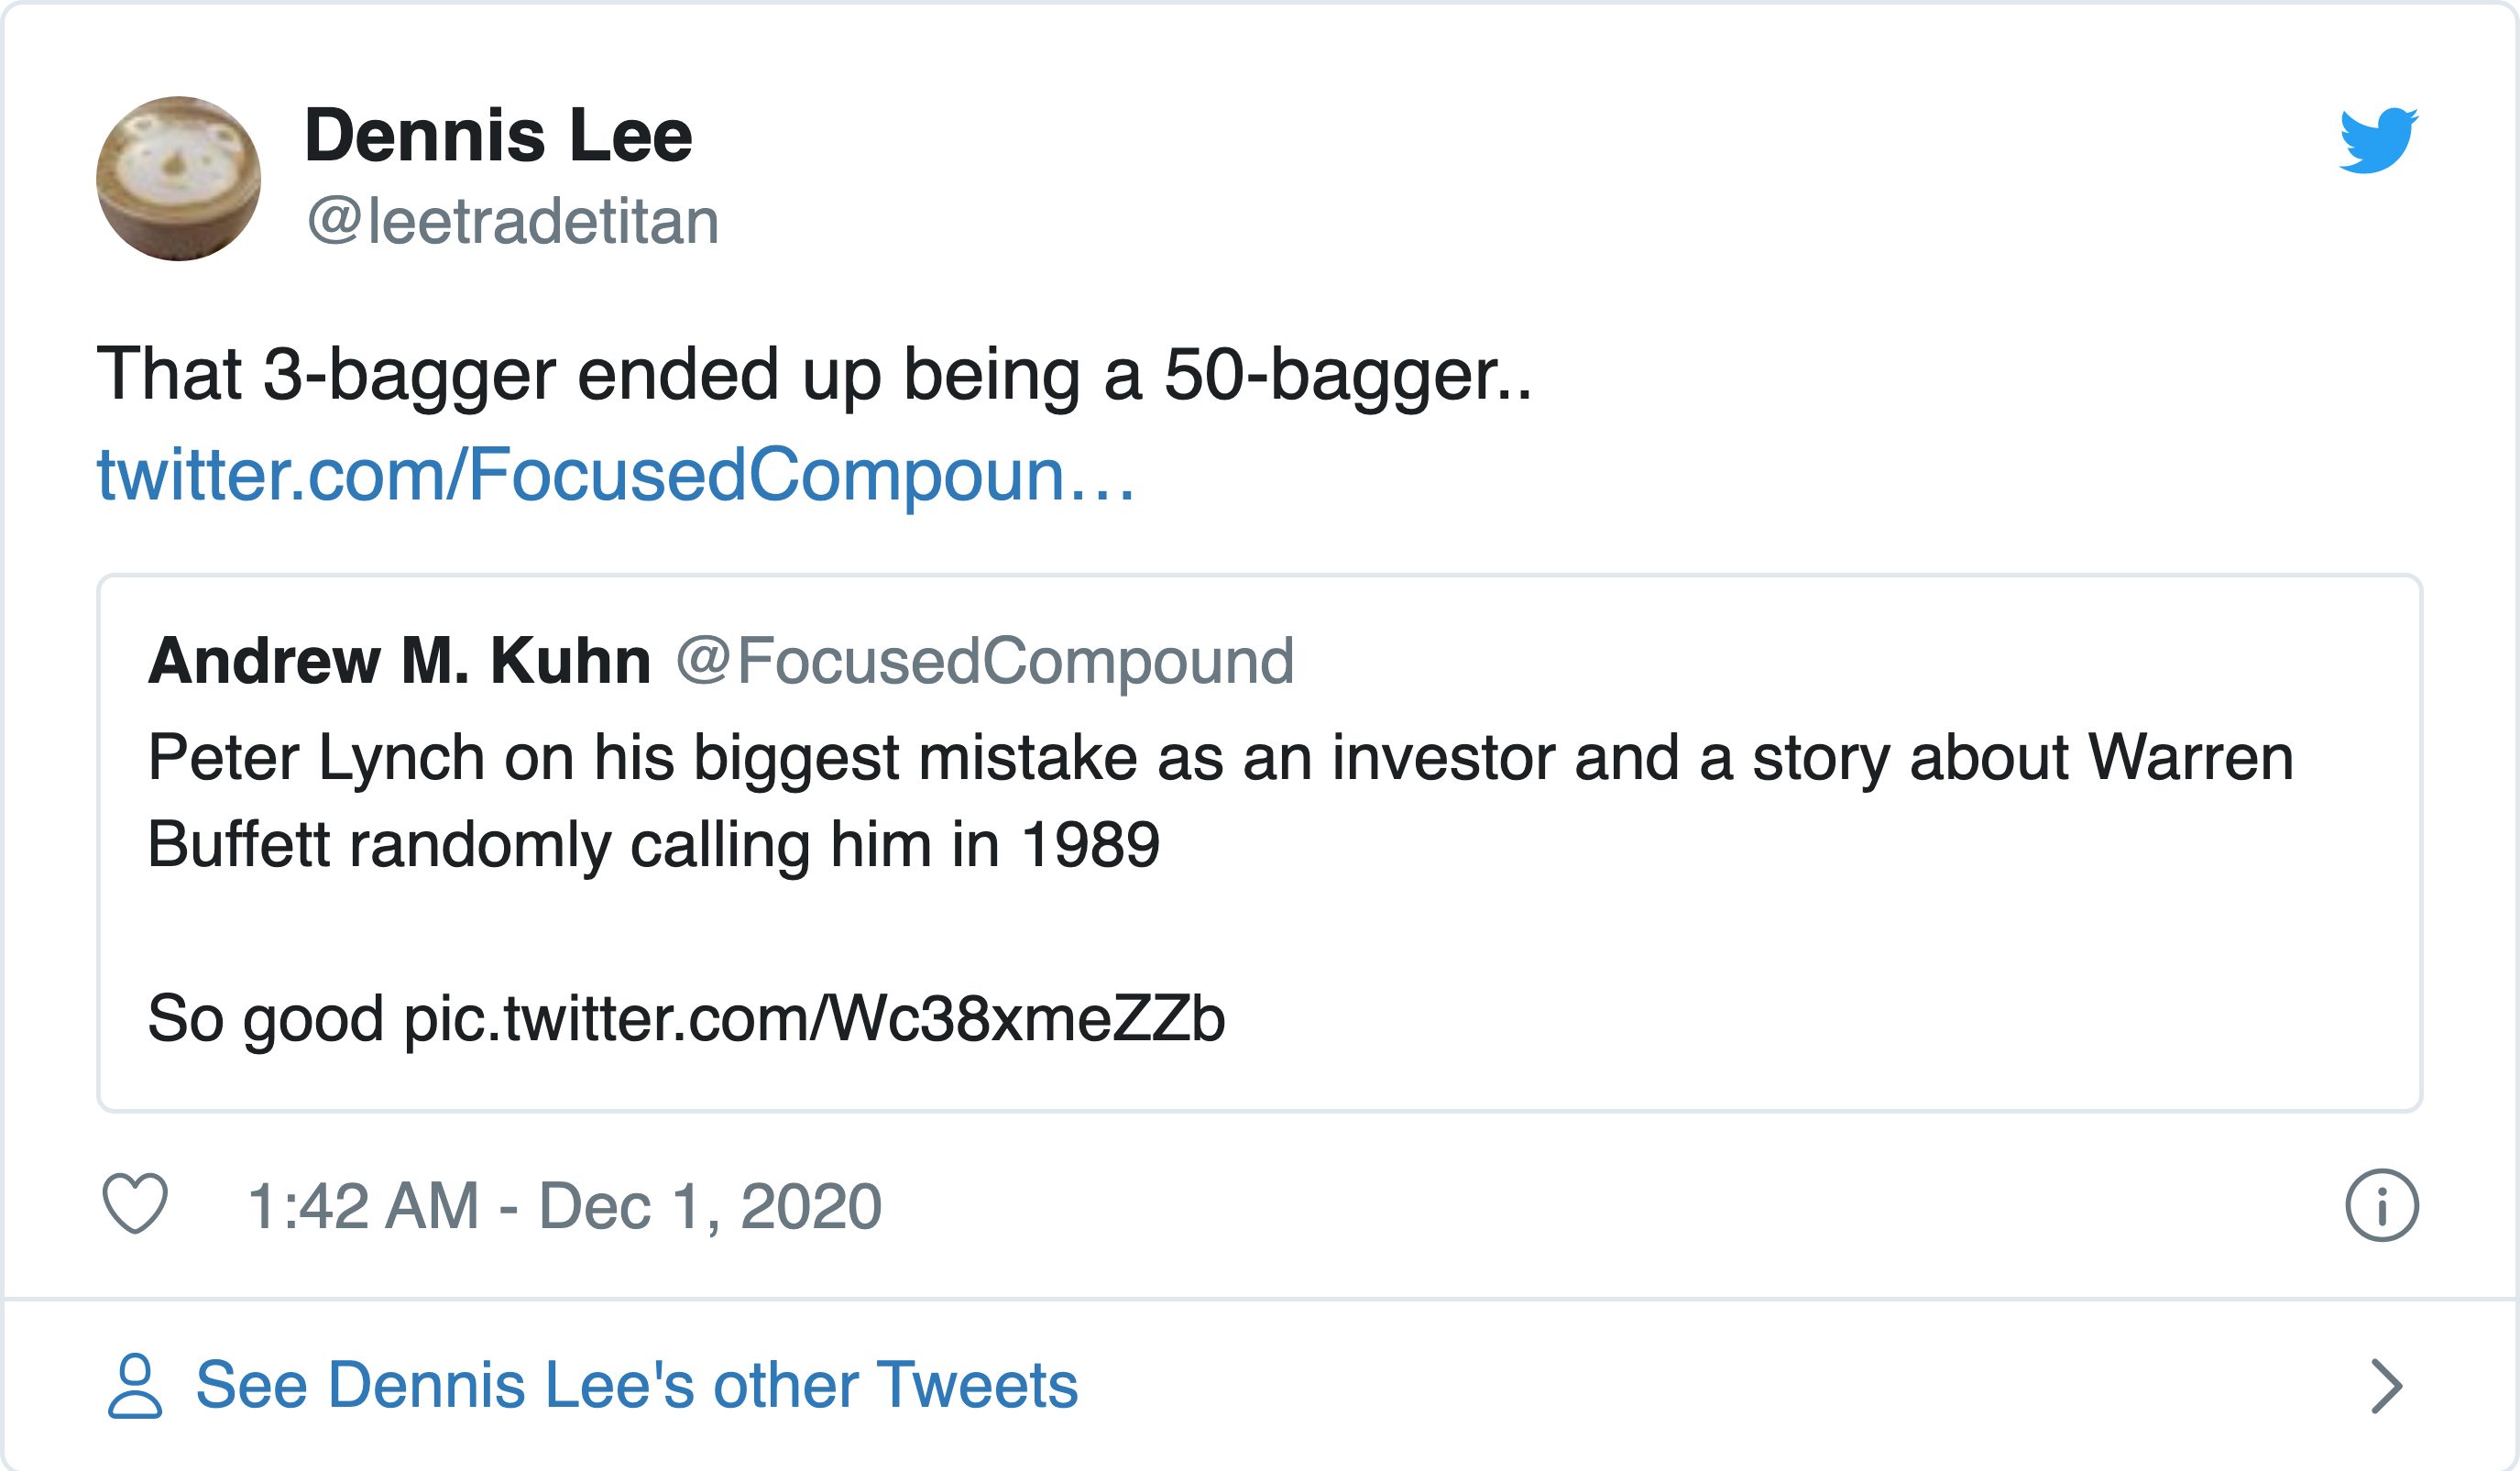 Dennis Lee
@leetradetitan
That 3-bagger ended up being a 50-bagger..
twitter.com/FocusedCompoun…
Andrew M. Kuhn @FocusedCompound
Peter Lynch on his biggest mistake as an investor and a story about Warren
Buffett randomly calling him in 1989
So good pic.twitter.com/Wc38xmeZZb
1:42 AM - Dec 1, 2020
See Dennis Lee's other Tweets